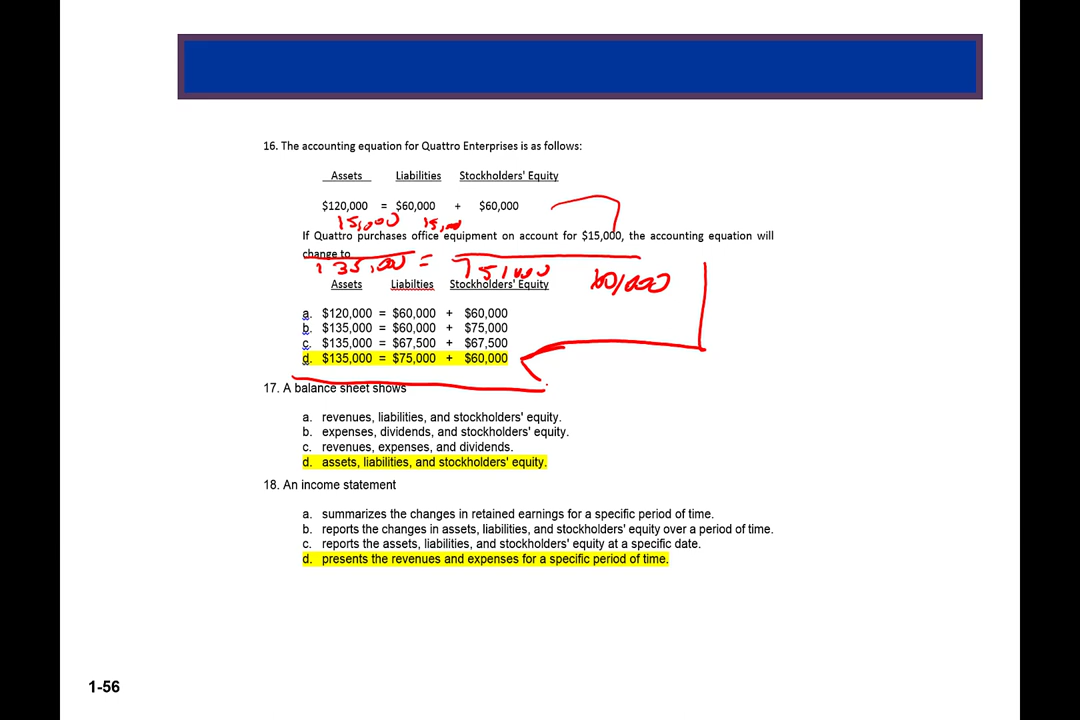 16. The accounting equation for Quattro Enterprises is as follows:
Assets Liabilities Stockholders' Equity
$120,000 = $60,000 + $60,000
15,000 15,000
If Quattro purchases office equipment on account for $15,000, the accounting equation will
change to
135,000 = 75,000 60,000
Assets Liabilties Stockholders' Equity
a. $120,000 = $60,000 + $60,000
b. $135,000 = $60,000 + $75,000
c. $135,000 = $67,500 + $67,500
d. $135,000 = $75,000 + $60,000
17. A balance sheet shows
a. revenues, liabilities, and stockholders' equity.
b. expenses, dividends, and stockholders' equity.
c. revenues, expenses, and dividends.
d. assets, liabilities, and stockholders' equity.
18. An income statement
a. summarizes the changes in retained earnings for a specific period of time.
b. reports the changes in assets, liabilities, and stockholders' equity over a period of time.
c. reports the assets, liabilities, and stockholders' equity at a specific date.
d. presents the revenues and expenses for a specific period of time.
1-56